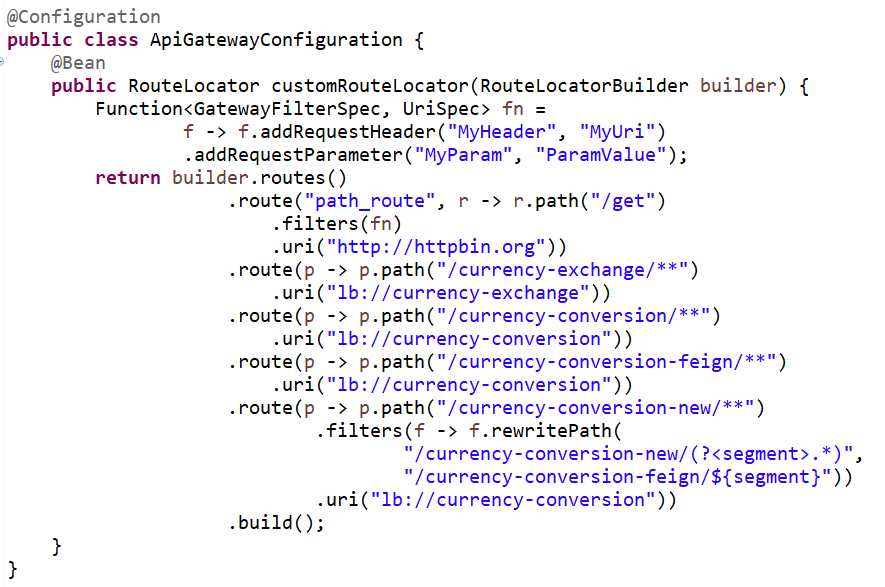 @Configuration
public class ApiGatewayConfiguration {
    @Bean
    public RouteLocator customRouteLocator(RouteLocatorBuilder builder) {
        Function<GatewayFilterSpec, UriSpec> fn =
                f -> f.addRequestHeader("MyHeader", "MyUri")
                .addRequestParameter("MyParam", "ParamValue");
        return builder.routes()
                    .route("path_route", r -> r.path("/get")
                        .filters(fn)
                        .uri("http://httpbin.org"))
                    .route(p -> p.path("/currency-exchange/**")
                        .uri("lb://currency-exchange"))
                    .route(p -> p.path("/currency-conversion/**")
                        .uri("lb://currency-conversion"))
                    .route(p -> p.path("/currency-conversion-feign/**")
                        .uri("lb://currency-conversion"))
                    .route(p -> p.path("/currency-conversion-new/**")
                            .filters(f -> f.rewritePath(
                                    "/currency-conversion-new/(?<segment>.*)",
                                    "/currency-conversion-feign/${segment}"))
                            .uri("lb://currency-conversion"))
                    .build();
    }
}